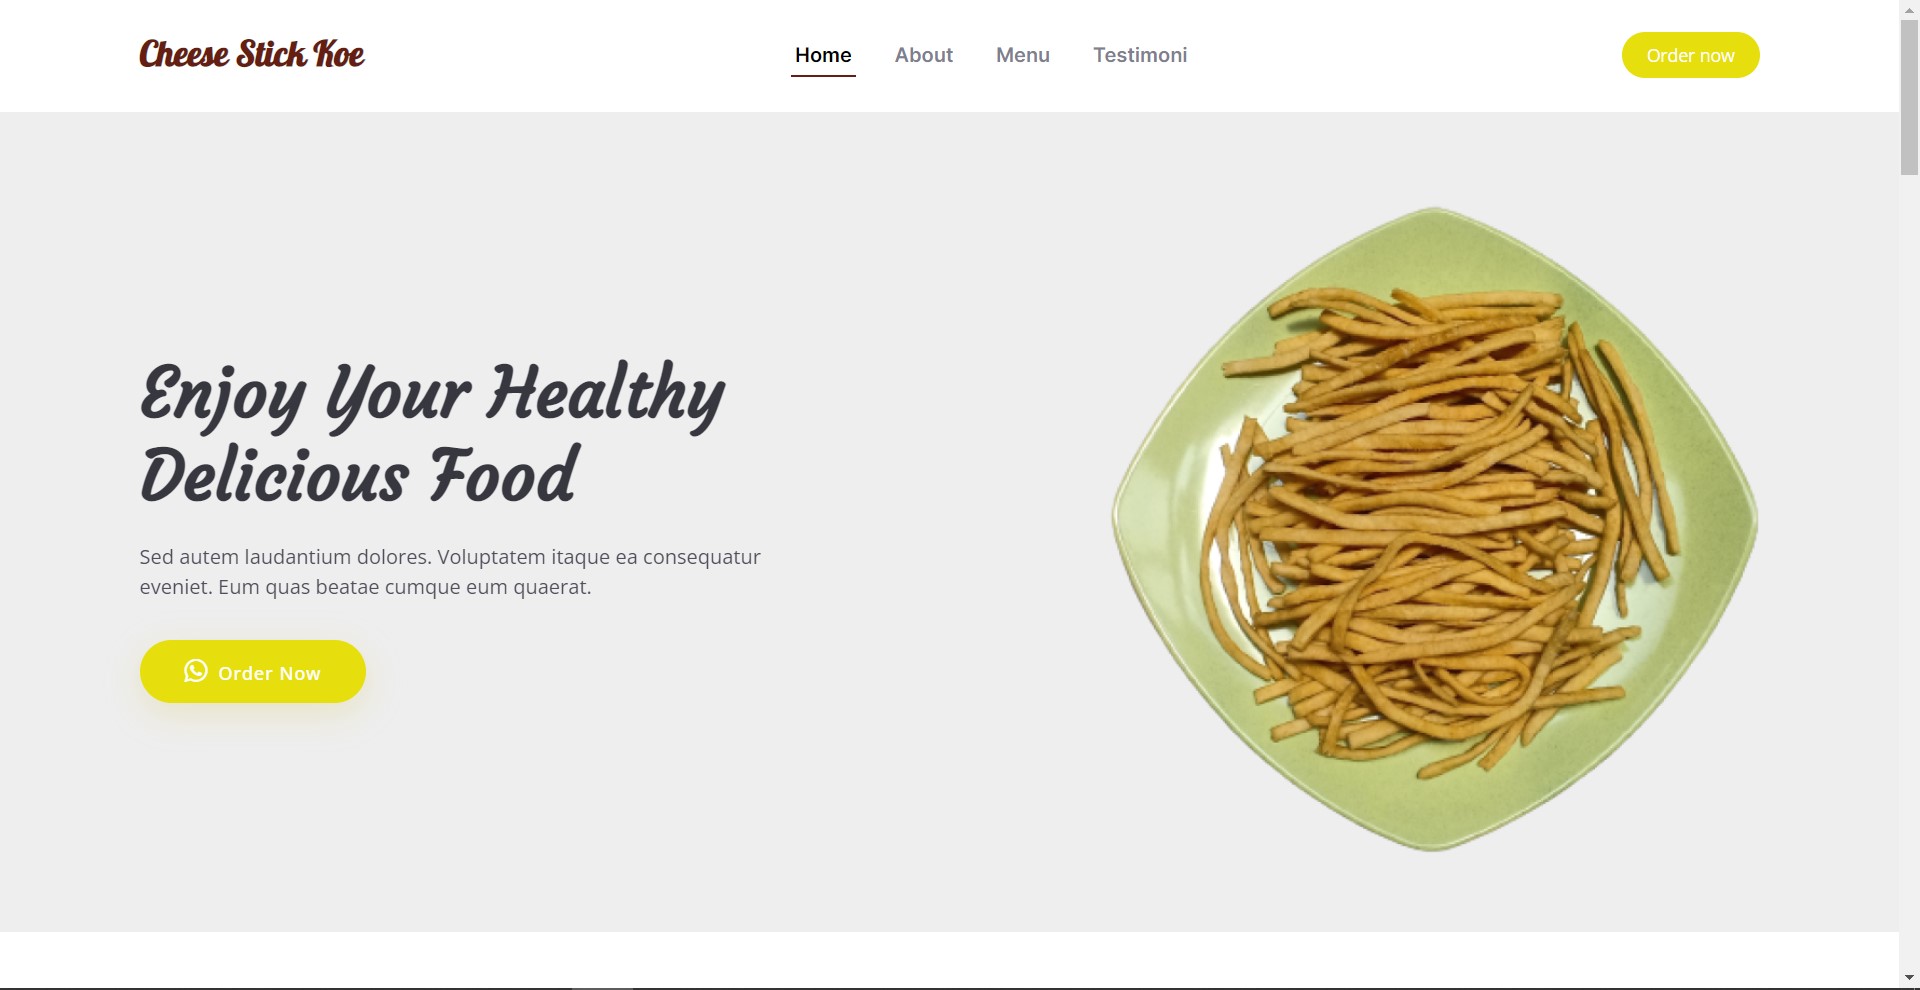 Cheese Stick Koe
Home About Menu Testimoni
Order now
Enjoy Your Healthy
Delicious Food
Sed autem laudantium dolores. Voluptatem itaque ea consequatur
eveniet. Eum quas beatae cumque eum quaerat.
Order Now